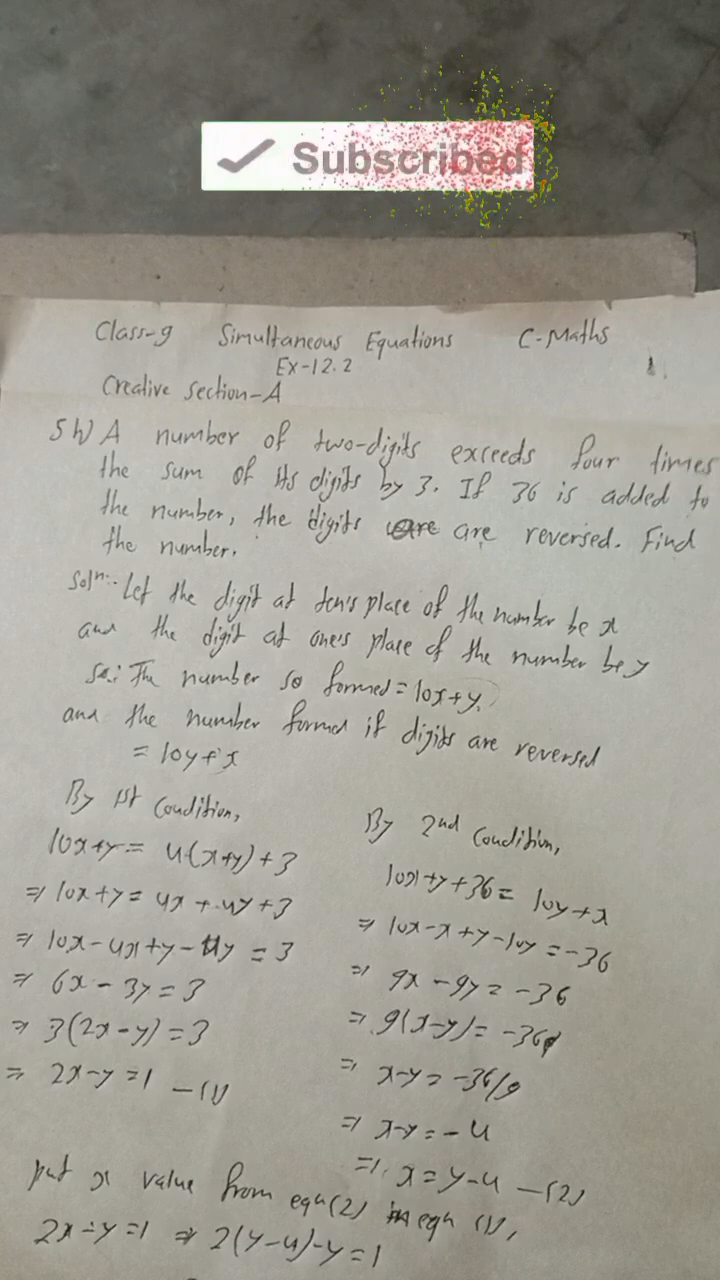 ✓ Subscribed
Class-9 Simultaneous Equations C-Maths
Ex-12.2
1.
Creative Section-A
5 h) A number of two-digits exceeds four times
the sum of its digits by 3. If 36 is added to
the number, the digits are are reversed. Find
the number.
Solⁿ:- Let the digit at ten's place of the number be x
and the digit at one's place of the number be y
So: The number so formed = 10x+y.
and the number formed if digits are reversed
= 10y+x
By 1st Condition,
10x+y = 4(x+y)+3
⇒ 10x+y = 4x+4y+3
⇒ 10x-4x+y-4y = 3
⇒ 6x-3y=3
⇒ 3(2x-y)=3
⇒ 2x-y=1 -(1)
By 2nd Condition,
10x+y+36= 10y+x
⇒ 10x-x+y-10y = -36
⇒ 9x-9y= -36
⇒ 9(x-y)= -36
⇒ x-y= -36/9
⇒ x-y=-4
⇒ x=y-4 -(2)
put x value from eqn(2) in eqn (1),
2x-y=1 ⇒ 2(y-4)-y=1